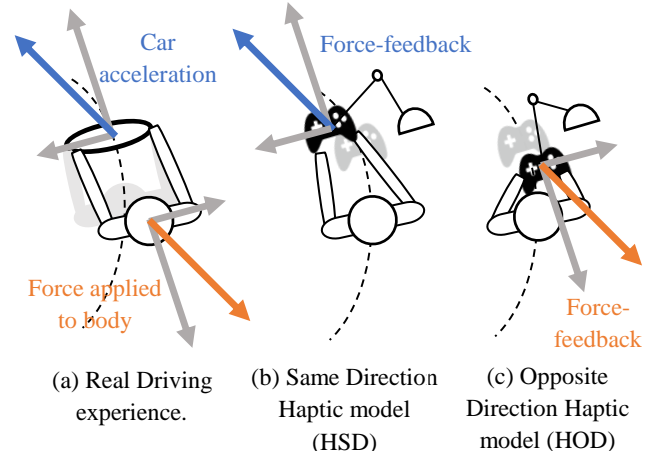 Car
acceleration
Force-feedback
Force applied
to body
Force-
feedback
(a) Real Driving
experience.
(b) Same Direction
Haptic model
(HSD)
(c) Opposite
Direction Haptic
model (HOD)